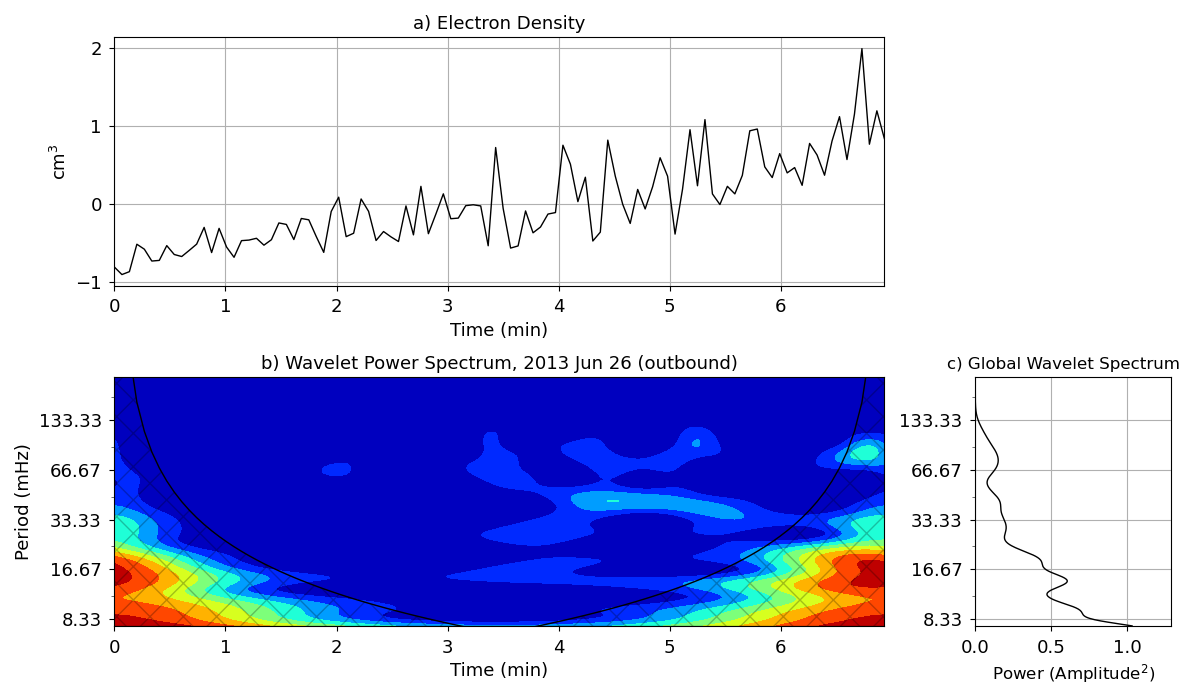 a) Electron Density
cm³
2
1
0
−1
0 1 2 3 4 5 6
Time (min)
b) Wavelet Power Spectrum, 2013 Jun 26 (outbound)
Period (mHz)
133.33
66.67
33.33
16.67
8.33
0 1 2 3 4 5 6
Time (min)
c) Global Wavelet Spectrum
133.33
66.67
33.33
16.67
8.33
0.0 0.5 1.0
Power (Amplitude²)